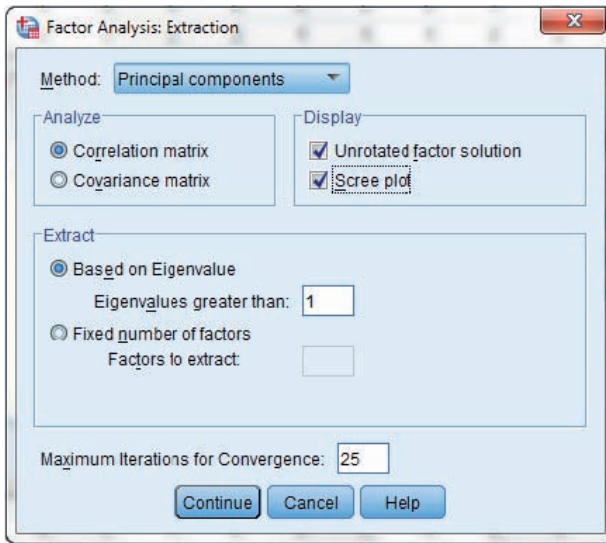 Factor Analysis: Extraction
Method: Principal components
Analyze
Correlation matrix
Covariance matrix
Display
Unrotated factor solution
Scree plot
Extract
Based on Eigenvalue
Eigenvalues greater than: 1
Fixed number of factors
Factors to extract:
Maximum Iterations for Convergence: 25
Continue Cancel Help